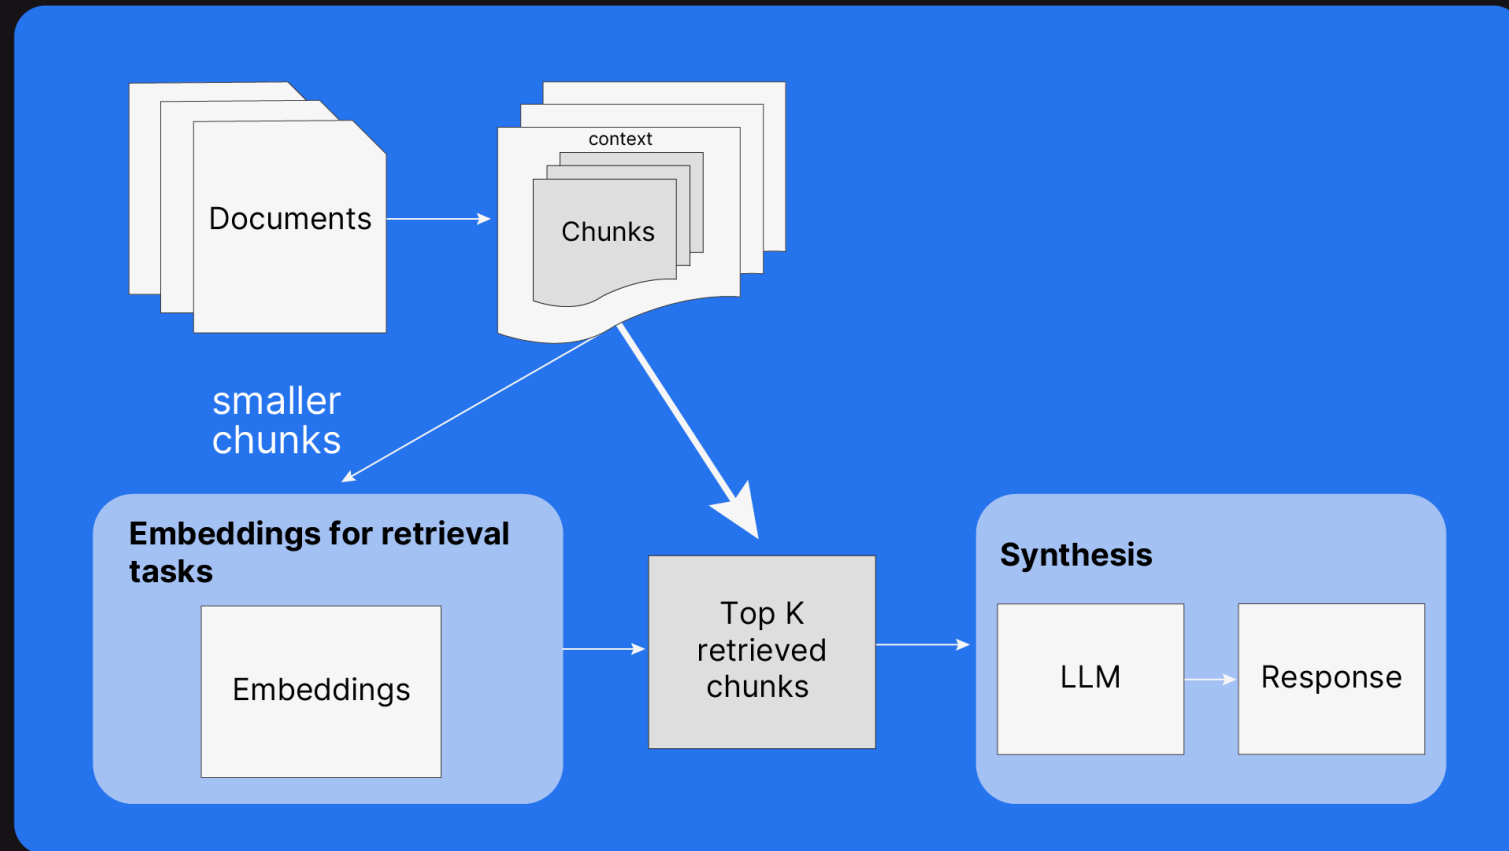 context
Documents
Chunks
smaller
chunks
Embeddings for retrieval
tasks
Embeddings
Top K
retrieved
chunks
Synthesis
LLM
Response